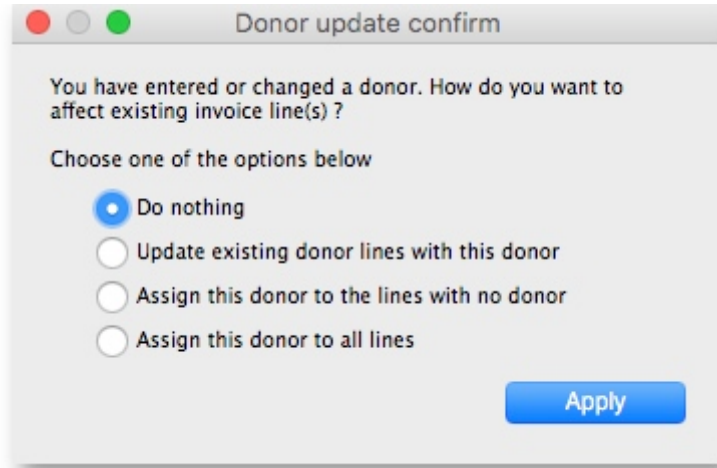 Donor update confirm
You have entered or changed a donor. How do you want to
affect existing invoice line(s) ?
Choose one of the options below
Do nothing
Update existing donor lines with this donor
Assign this donor to the lines with no donor
Assign this donor to all lines
Apply